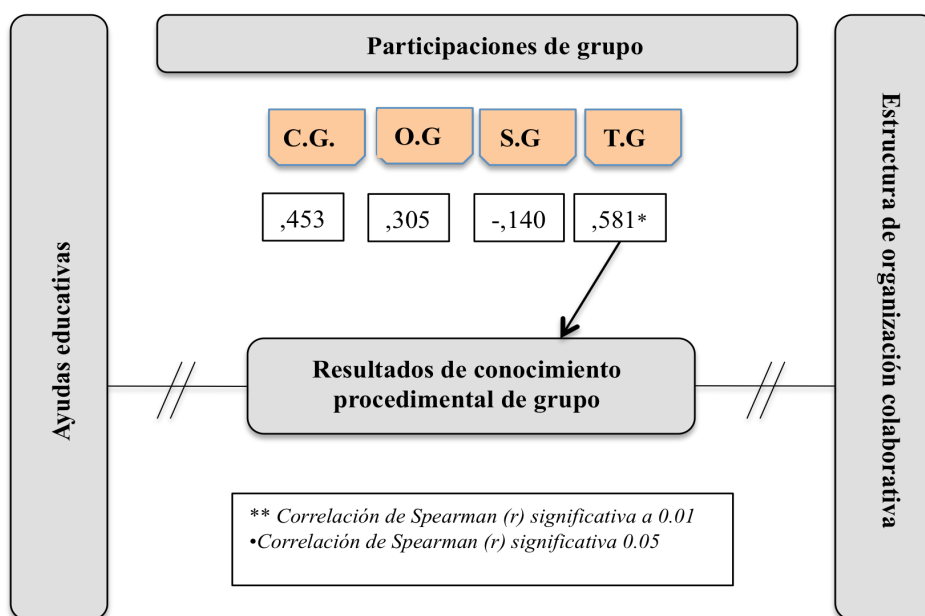 Participaciones de grupo
C.G.
O.G
S.G
T.G
,453
,305
-,140
,581*
Ayudas educativas
Resultados de conocimiento
procedimental de grupo
Estructura de organización colaborativa
** Correlación de Spearman (r) significativa a 0.01
•Correlación de Spearman (r) significativa 0.05